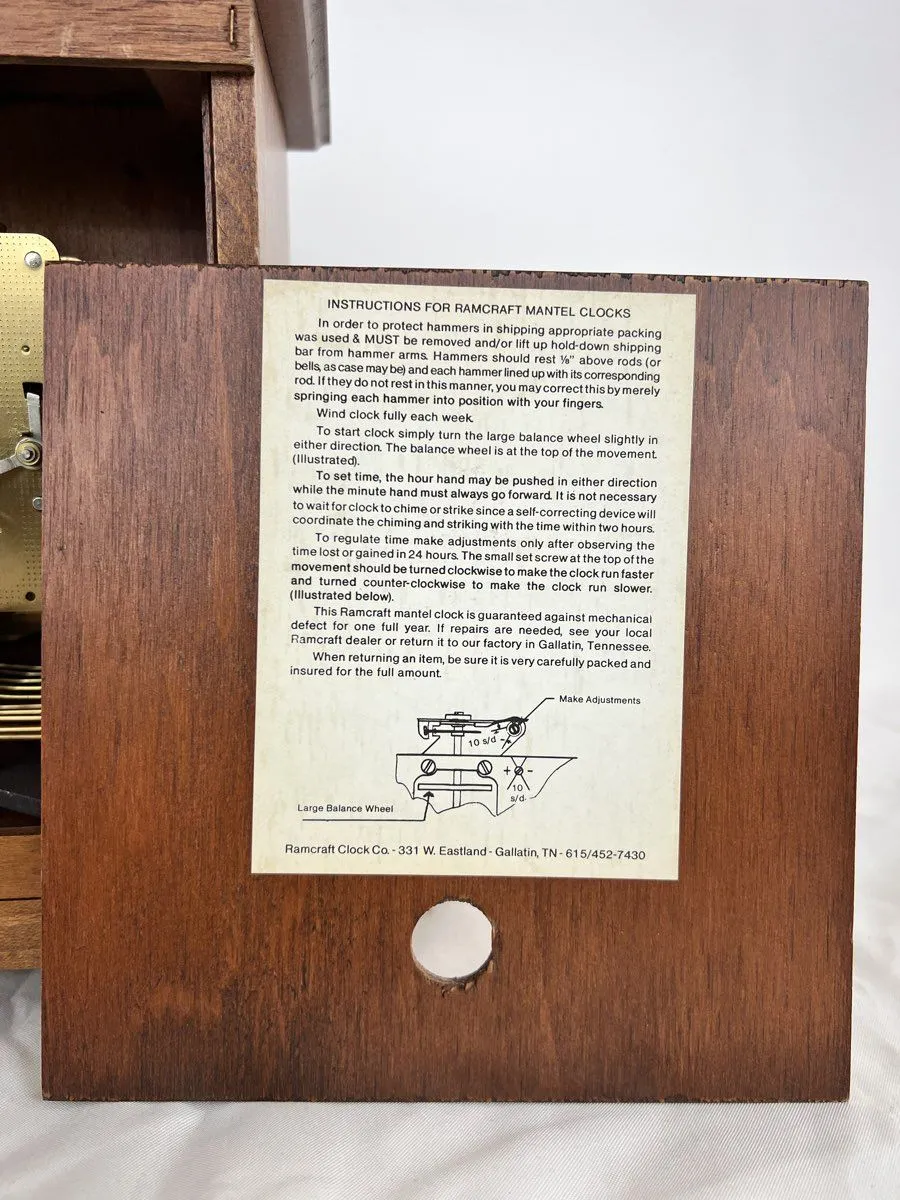 INSTRUCTIONS FOR RAMCRAFT MANTEL CLOCKS
In order to protect hammers in shipping appropriate packing
was used & MUST be removed and/or lift up hold-down shipping
bar from hammer arms. Hammers should rest ⅛" above rods (or
bells, as case may be) and each hammer lined up with its corresponding
rod. If they do not rest in this manner, you may correct this by merely
springing each hammer into position with your fingers.
Wind clock fully each week.
To start clock simply turn the large balance wheel slightly in
either direction. The balance wheel is at the top of the movement.
(Illustrated).
To set time, the hour hand may be pushed in either direction
while the minute hand must always go forward. It is not necessary
to wait for clock to chime or strike since a self-correcting device will
coordinate the chiming and striking with the time within two hours.
To regulate time make adjustments only after observing the
time lost or gained in 24 hours. The small set screw at the top of the
movement should be turned clockwise to make the clock run faster
and turned counter-clockwise to make the clock run slower.
(Illustrated below).
This Ramcraft mantel clock is guaranteed against mechanical
defect for one full year. If repairs are needed, see your local
Ramcraft dealer or return it to our factory in Gallatin, Tennessee.
When returning an item, be sure it is very carefully packed and
insured for the full amount.
Make Adjustments
10 s/d
+ -
10
s/d.
Large Balance Wheel
Ramcraft Clock Co. - 331 W. Eastland - Gallatin, TN - 615/452-7430